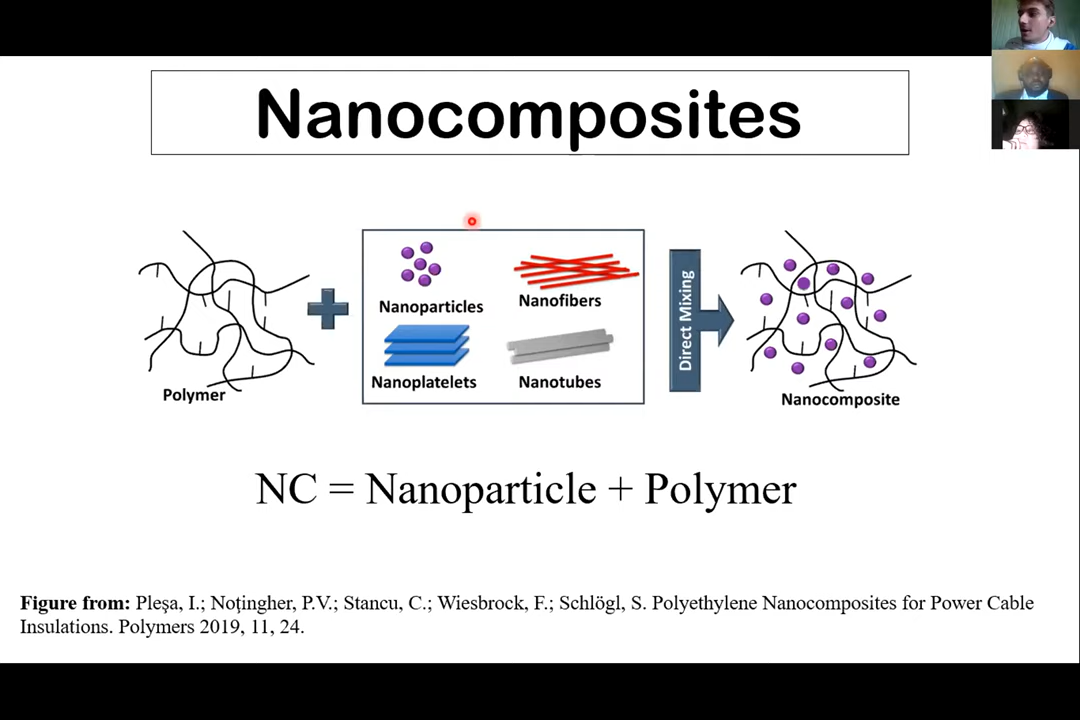 Nanocomposites
Nanoparticles
Nanofibers
Nanoplatelets
Nanotubes
Polymer
Direct Mixing
Nanocomposite
NC = Nanoparticle + Polymer
Figure from: Pleşa, I.; Noţingher, P.V.; Stancu, C.; Wiesbrock, F.; Schlögl, S. Polyethylene Nanocomposites for Power Cable
Insulations. Polymers 2019, 11, 24.